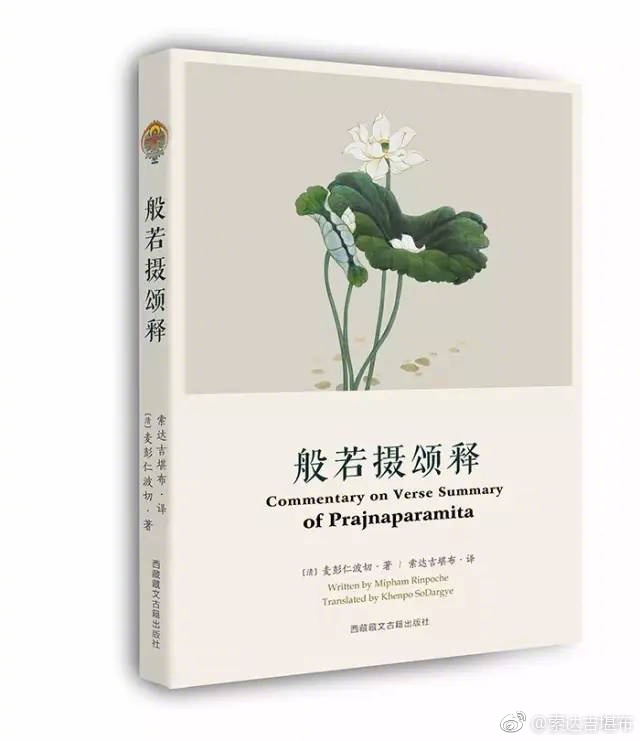 般若摄颂释
索达吉堪布·译
〔清〕麦彭仁波切·著
西藏藏文古籍出版社
般若摄颂释
Commentary on Verse Summary
of Prajnaparamita
〔清〕麦彭仁波切·著 / 索达吉堪布·译
Written by Mipham Rinpoche
Translated by Khenpo SoDargye
西藏藏文古籍出版社
@索达吉堪布